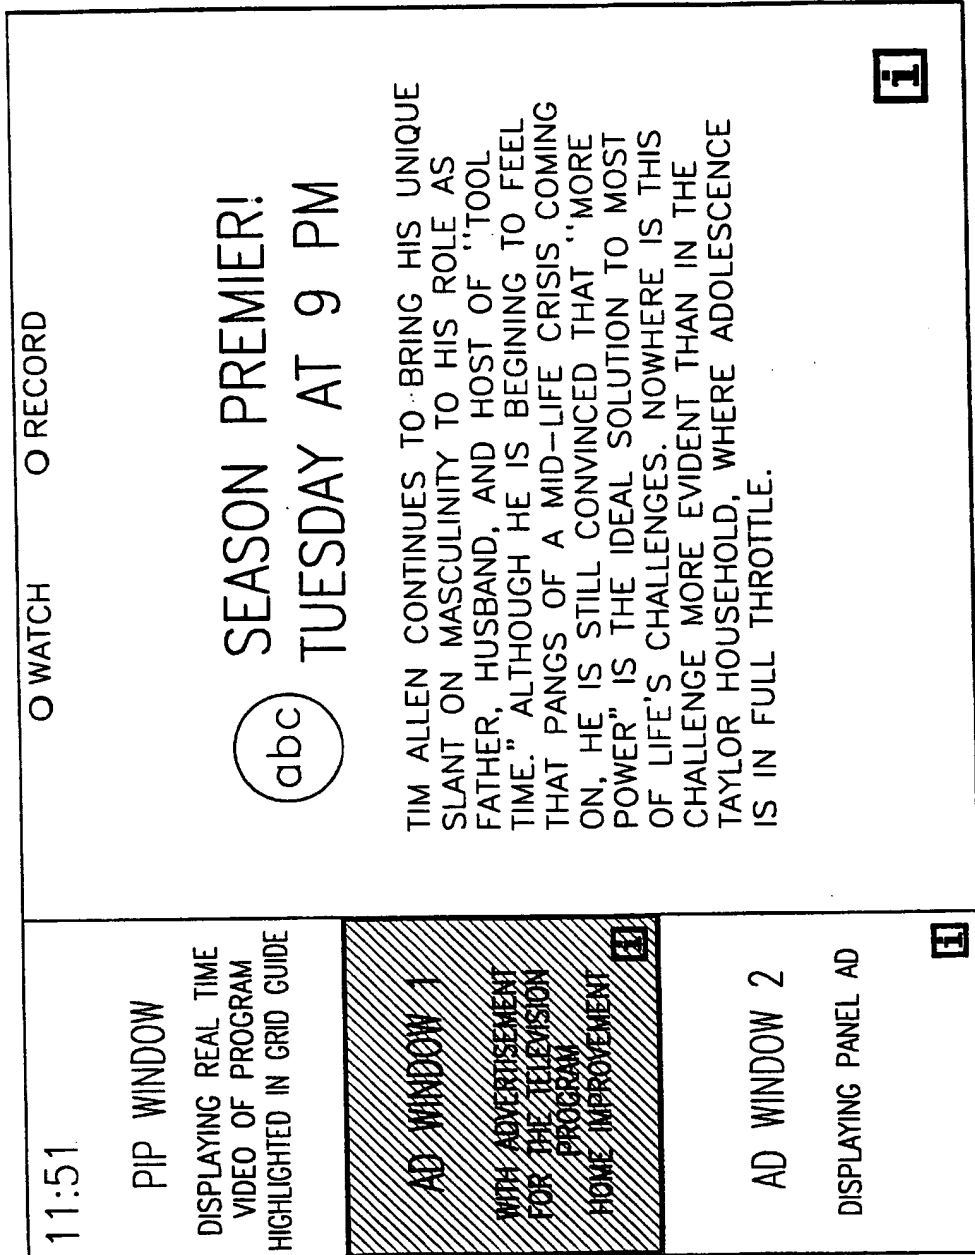 11:51
PIP WINDOW
DISPLAYING REAL TIME
VIDEO OF PROGRAM
HIGHLIGHTED IN GRID GUIDE
AD WINDOW 1
WITH ADVERTISEMENT
FOR THE TELEVISION
PROGRAM
HOME IMPROVEMENT
i
AD WINDOW 2
DISPLAYING PANEL AD
i
O WATCH O RECORD
abc
SEASON PREMIER!
TUESDAY AT 9 PM
TIM ALLEN CONTINUES TO BRING HIS UNIQUE
SLANT ON MASCULINITY TO HIS ROLE AS
FATHER, HUSBAND, AND HOST OF "TOOL
TIME." ALTHOUGH HE IS BEGINING TO FEEL
THAT PANGS OF A MID-LIFE CRISIS COMING
ON, HE IS STILL CONVINCED THAT "MORE
POWER" IS THE IDEAL SOLUTION TO MOST
OF LIFE'S CHALLENGES. NOWHERE IS THIS
CHALLENGE MORE EVIDENT THAN IN THE
TAYLOR HOUSEHOLD, WHERE ADOLESCENCE
IS IN FULL THROTTLE.
i